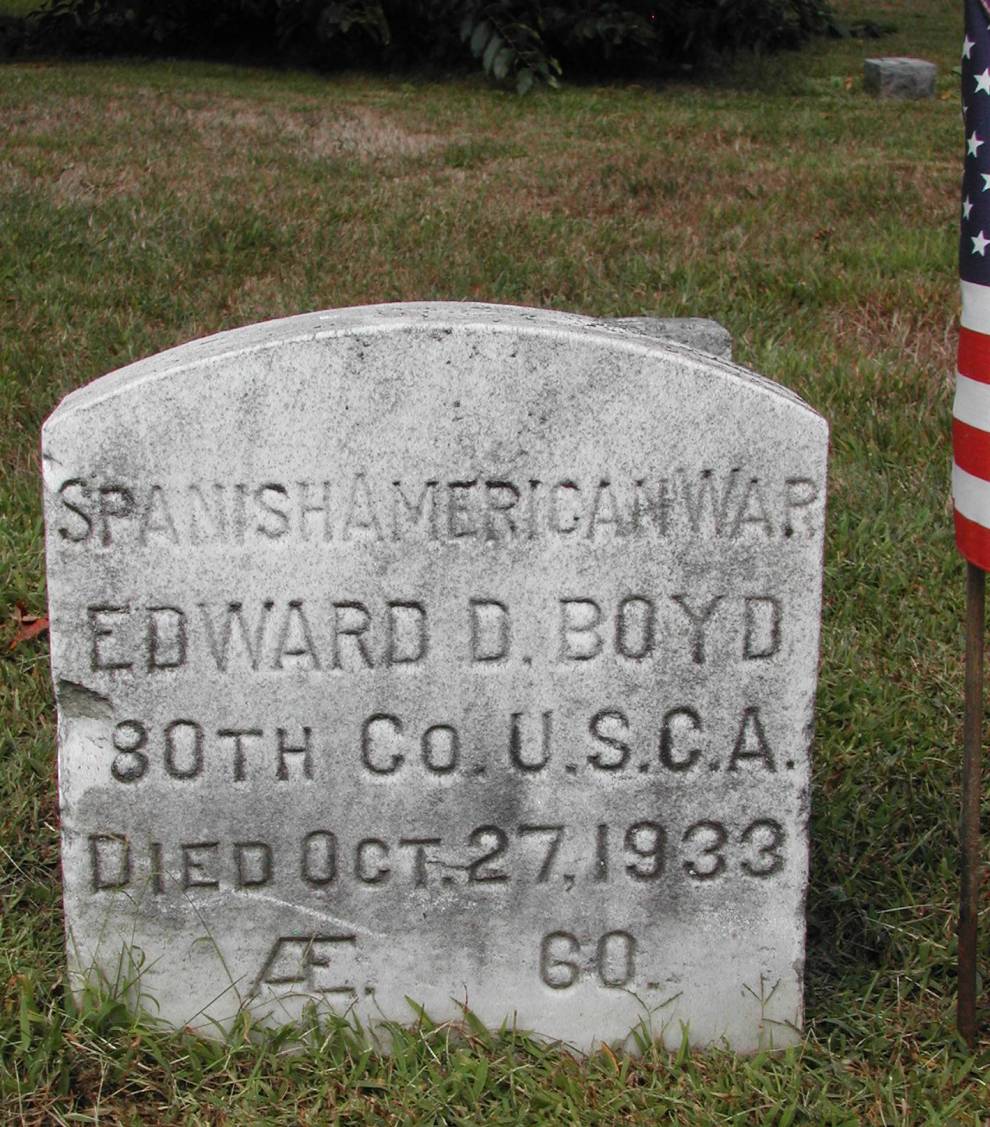 SPANISH AMERICAN WAR
EDWARD D. BOYD
80TH CO. U.S.C.A.
DIED OCT. 27, 1933
Æ. 60.